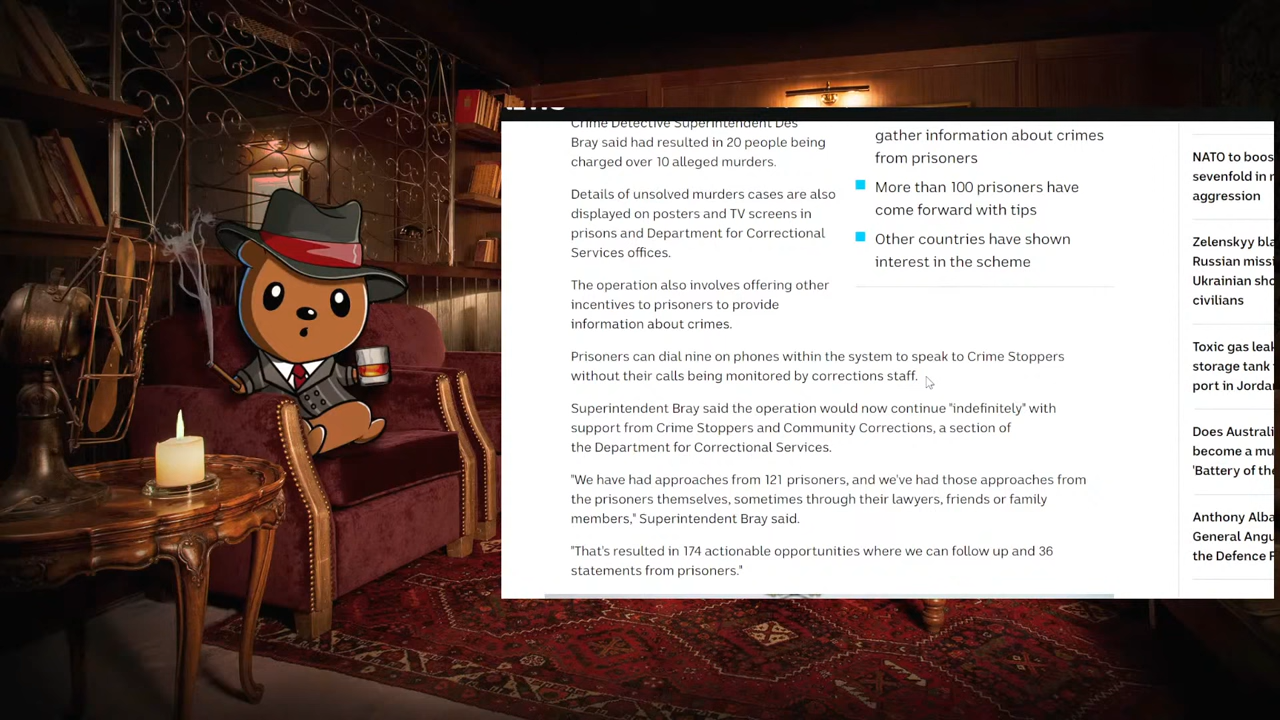 NEWS
Crime Detective Superintendent Des
Bray said had resulted in 20 people being
charged over 10 alleged murders.
Details of unsolved murders cases are also
displayed on posters and TV screens in
prisons and Department for Correctional
Services offices.
The operation also involves offering other
incentives to prisoners to provide
information about crimes.
gather information about crimes
from prisoners
More than 100 prisoners have
come forward with tips
Other countries have shown
interest in the scheme
Prisoners can dial nine on phones within the system to speak to Crime Stoppers
without their calls being monitored by corrections staff.
Superintendent Bray said the operation would now continue "indefinitely" with
support from Crime Stoppers and Community Corrections, a section of
the Department for Correctional Services.
"We have had approaches from 121 prisoners, and we've had those approaches from
the prisoners themselves, sometimes through their lawyers, friends or family
members," Superintendent Bray said.
"That's resulted in 174 actionable opportunities where we can follow up and 36
statements from prisoners."
NATO to boos
sevenfold in r
aggression
Zelenskyy bla
Russian missi
Ukrainian sho
civilians
Toxic gas leak
storage tank
port in Jorda
Does Australi
become a mu
'Battery of the
Anthony Alba
General Angu
the Defence F